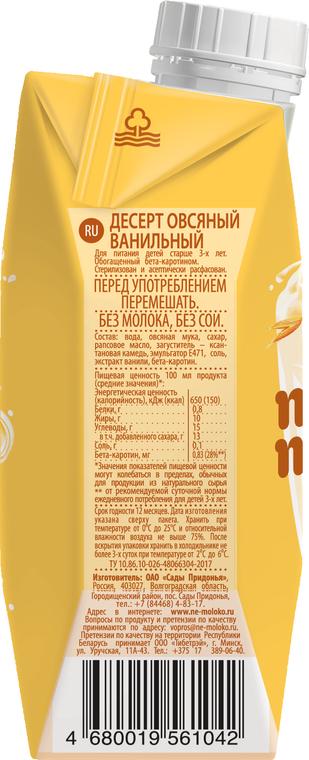 RU
ДЕСЕРТ ОВСЯНЫЙ
ВАНИЛЬНЫЙ
Для питания детей старше 3-х лет.
Обогащенный бета-каротином.
Стерилизован и асептически расфасован.
ПЕРЕД УПОТРЕБЛЕНИЕМ
ПЕРЕМЕШАТЬ.
БЕЗ МОЛОКА, БЕЗ СОИ.
Состав: вода, овсяная мука, сахар,
рапсовое масло, загуститель – ксан-
тановая камедь, эмульгатор Е471, соль,
экстракт ванили, бета-каротин.
Пищевая ценность 100 мл продукта
(средние значения)*:
Энергетическая ценность
(калорийность), кДж (ккал) 650 (150)
Белки, г 0,8
Жиры, г 10
Углеводы, г 15
в т.ч. добавленного сахара, г 13
Соль, г 0,1
Бета-каротин, мг 0,83 (28%**)
*Значения показателей пищевой ценности
могут колебаться в пределах, обычных
для продукции из натурального сырья
** от рекомендуемой суточной нормы
ежедневного потребления для детей 3-х лет.
Срок годности 12 месяцев. Дата изготовления
указана сверху пакета. Хранить при
температуре от 0°С до 25°С и относительной
влажности воздуха не выше 75%. После
вскрытия упаковки хранить в холодильнике не
более 3-х суток при температуре от 2°С до 6°С.
ТУ 10.86.10-026-48066304-2017
Изготовитель: ОАО «Сады Придонья»,
Россия, 403027, Волгоградская область,
Городищенский район, пос. Сады Придонья,
тел.: +7 (84468) 4-83-17.
Адрес в интернете: www.ne-moloko.ru
Вопросы по продукту и претензии по качеству
принимаются по адресу: vopros@ne-moloko.ru.
Претензии по качеству на территории Республики
Беларусь принимает ООО «Тибетрэй», г. Минск,
ул. Уручская, 11А-43. Тел.: +375 17 389-06-40.
4 680019 561042